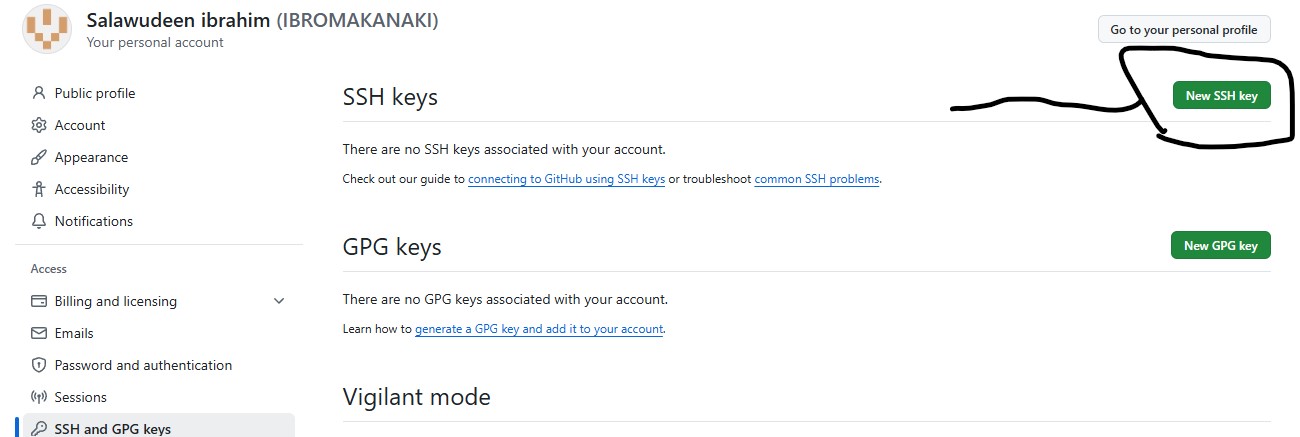 Salawudeen ibrahim (IBROMAKANAKI)
Your personal account
Go to your personal profile
Public profile
Account
Appearance
Accessibility
Notifications
Access
Billing and licensing
Emails
Password and authentication
Sessions
SSH and GPG keys
SSH keys
New SSH key
There are no SSH keys associated with your account.
Check out our guide to connecting to GitHub using SSH keys or troubleshoot common SSH problems.
GPG keys
New GPG key
There are no GPG keys associated with your account.
Learn how to generate a GPG key and add it to your account.
Vigilant mode